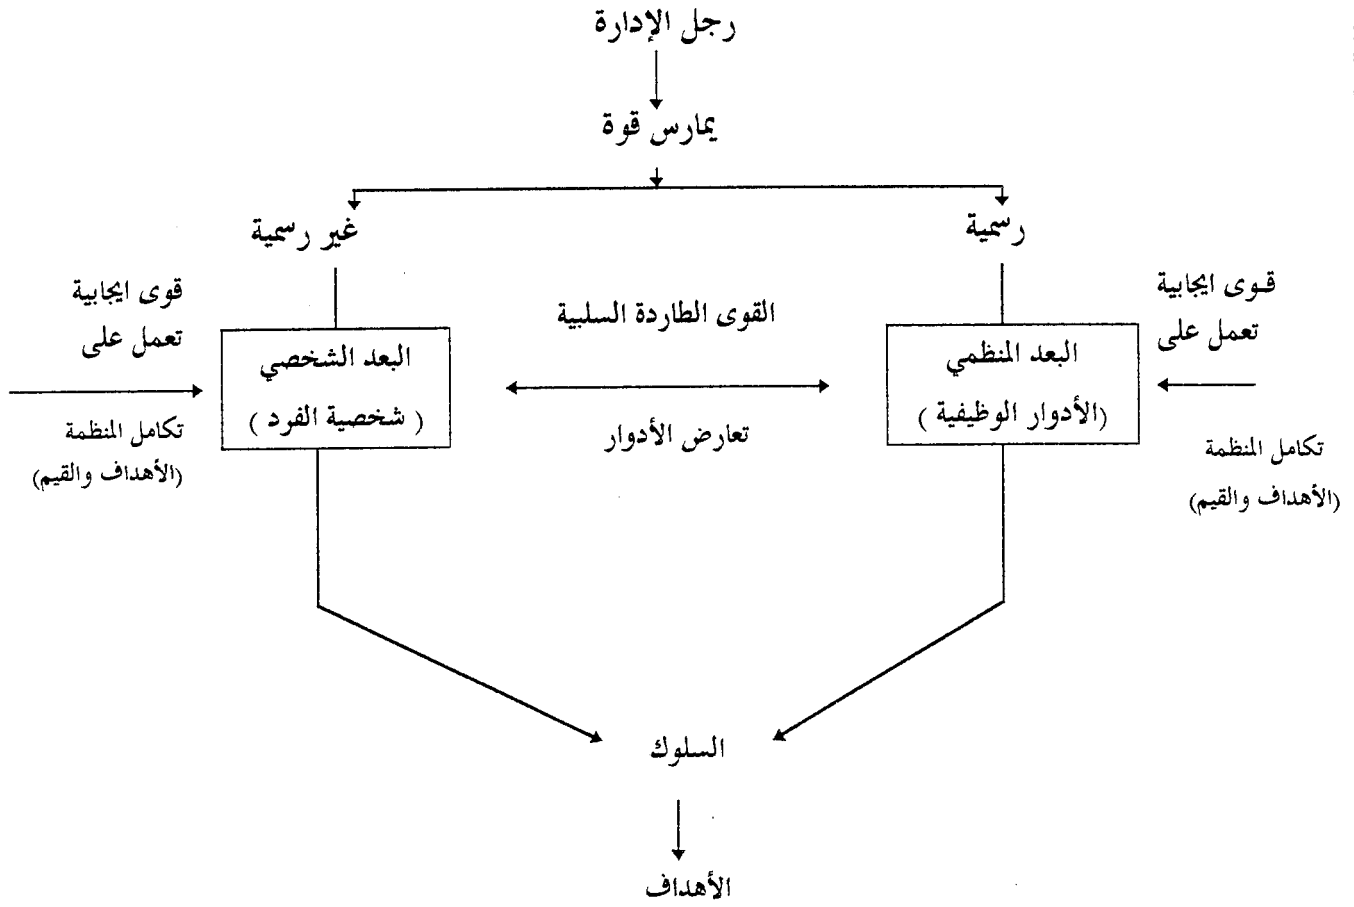 رجل الإدارة
يمارس قوة
رسمية
غير رسمية
قـوى ايجابية
تعمل على
تكامل المنظمة
(الأهداف والقيم)
البعد المنظمي
(الأدوار الوظيفية)
القوى الطاردة السلبية
تعارض الأدوار
البعد الشخصي
(شخصية الفرد)
قوى ايجابية
تعمل على
تكامل المنظمة
(الأهداف والقيم)
السلوك
الأهداف